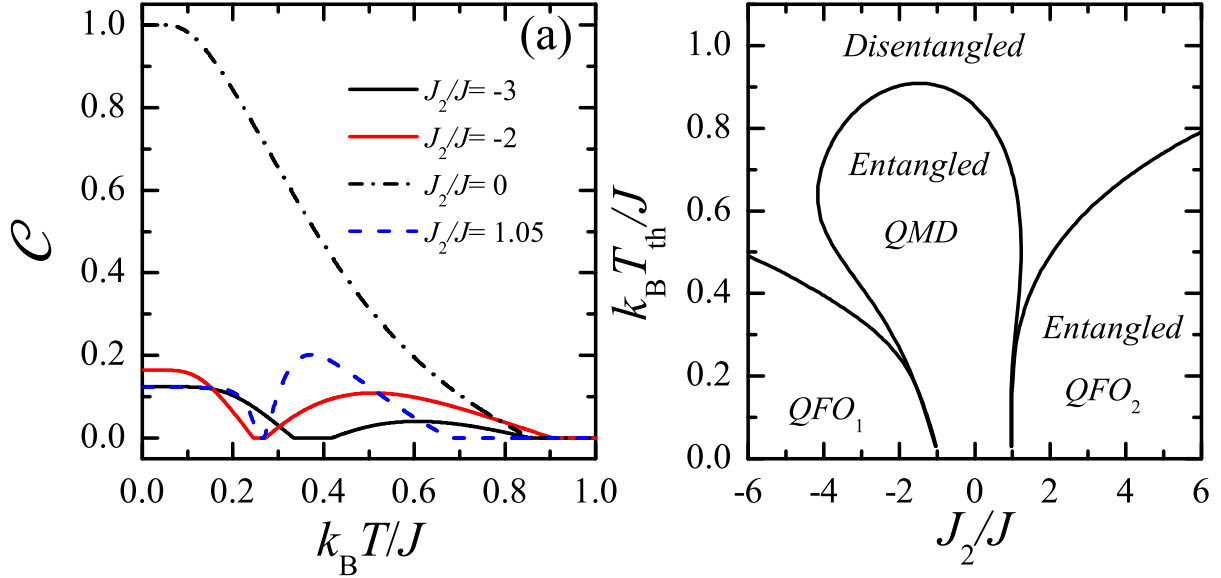 (a)
J2/J= -3
J2/J= -2
J2/J= 0
J2/J= 1.05
C
1.0
0.8
0.6
0.4
0.2
0.0
0.0 0.2 0.4 0.6 0.8 1.0
kBT/J
kBTth/J
1.0
0.8
0.6
0.4
0.2
0.0
Disentangled
Entangled
QMD
Entangled
QFO1
QFO2
-6 -4 -2 0 2 4 6
J2/J